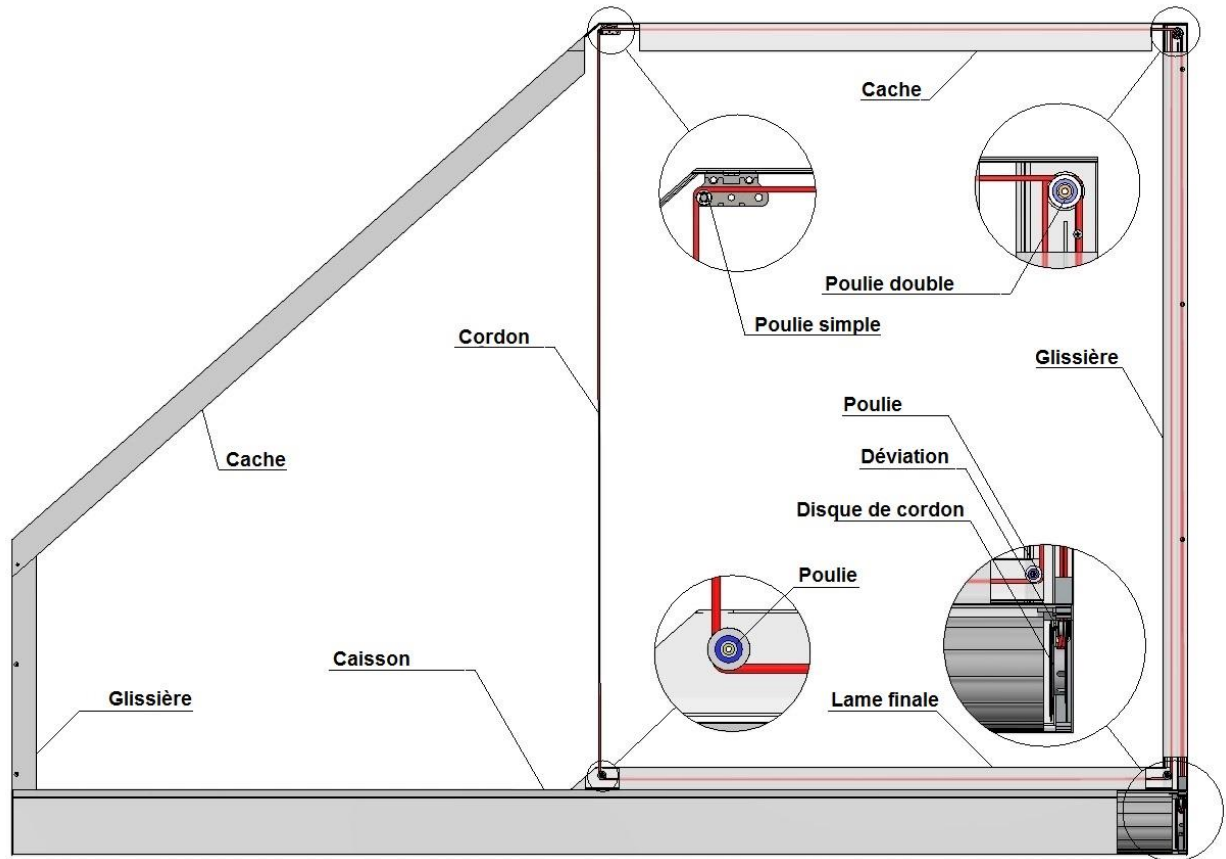 Cache
Poulie double
Poulie simple
Cordon
Glissière
Poulie
Cache
Déviation
Disque de cordon
Poulie
Caisson
Glissière
Lame finale